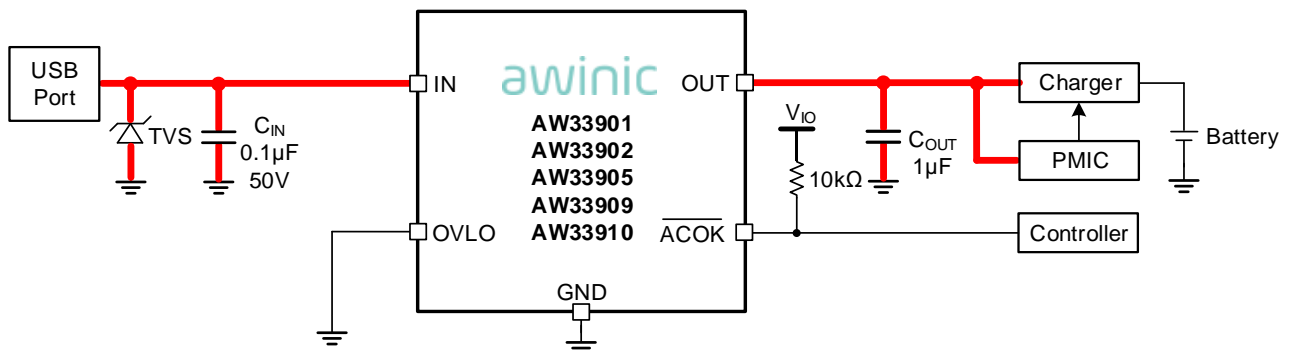 USB
Port
TVS
CIN
0.1µF
50V
IN
OVLO
awinic
AW33901
AW33902
AW33905
AW33909
AW33910
GND
OUT
ACOK
VIO
10kΩ
COUT
1µF
Charger
PMIC
Battery
Controller